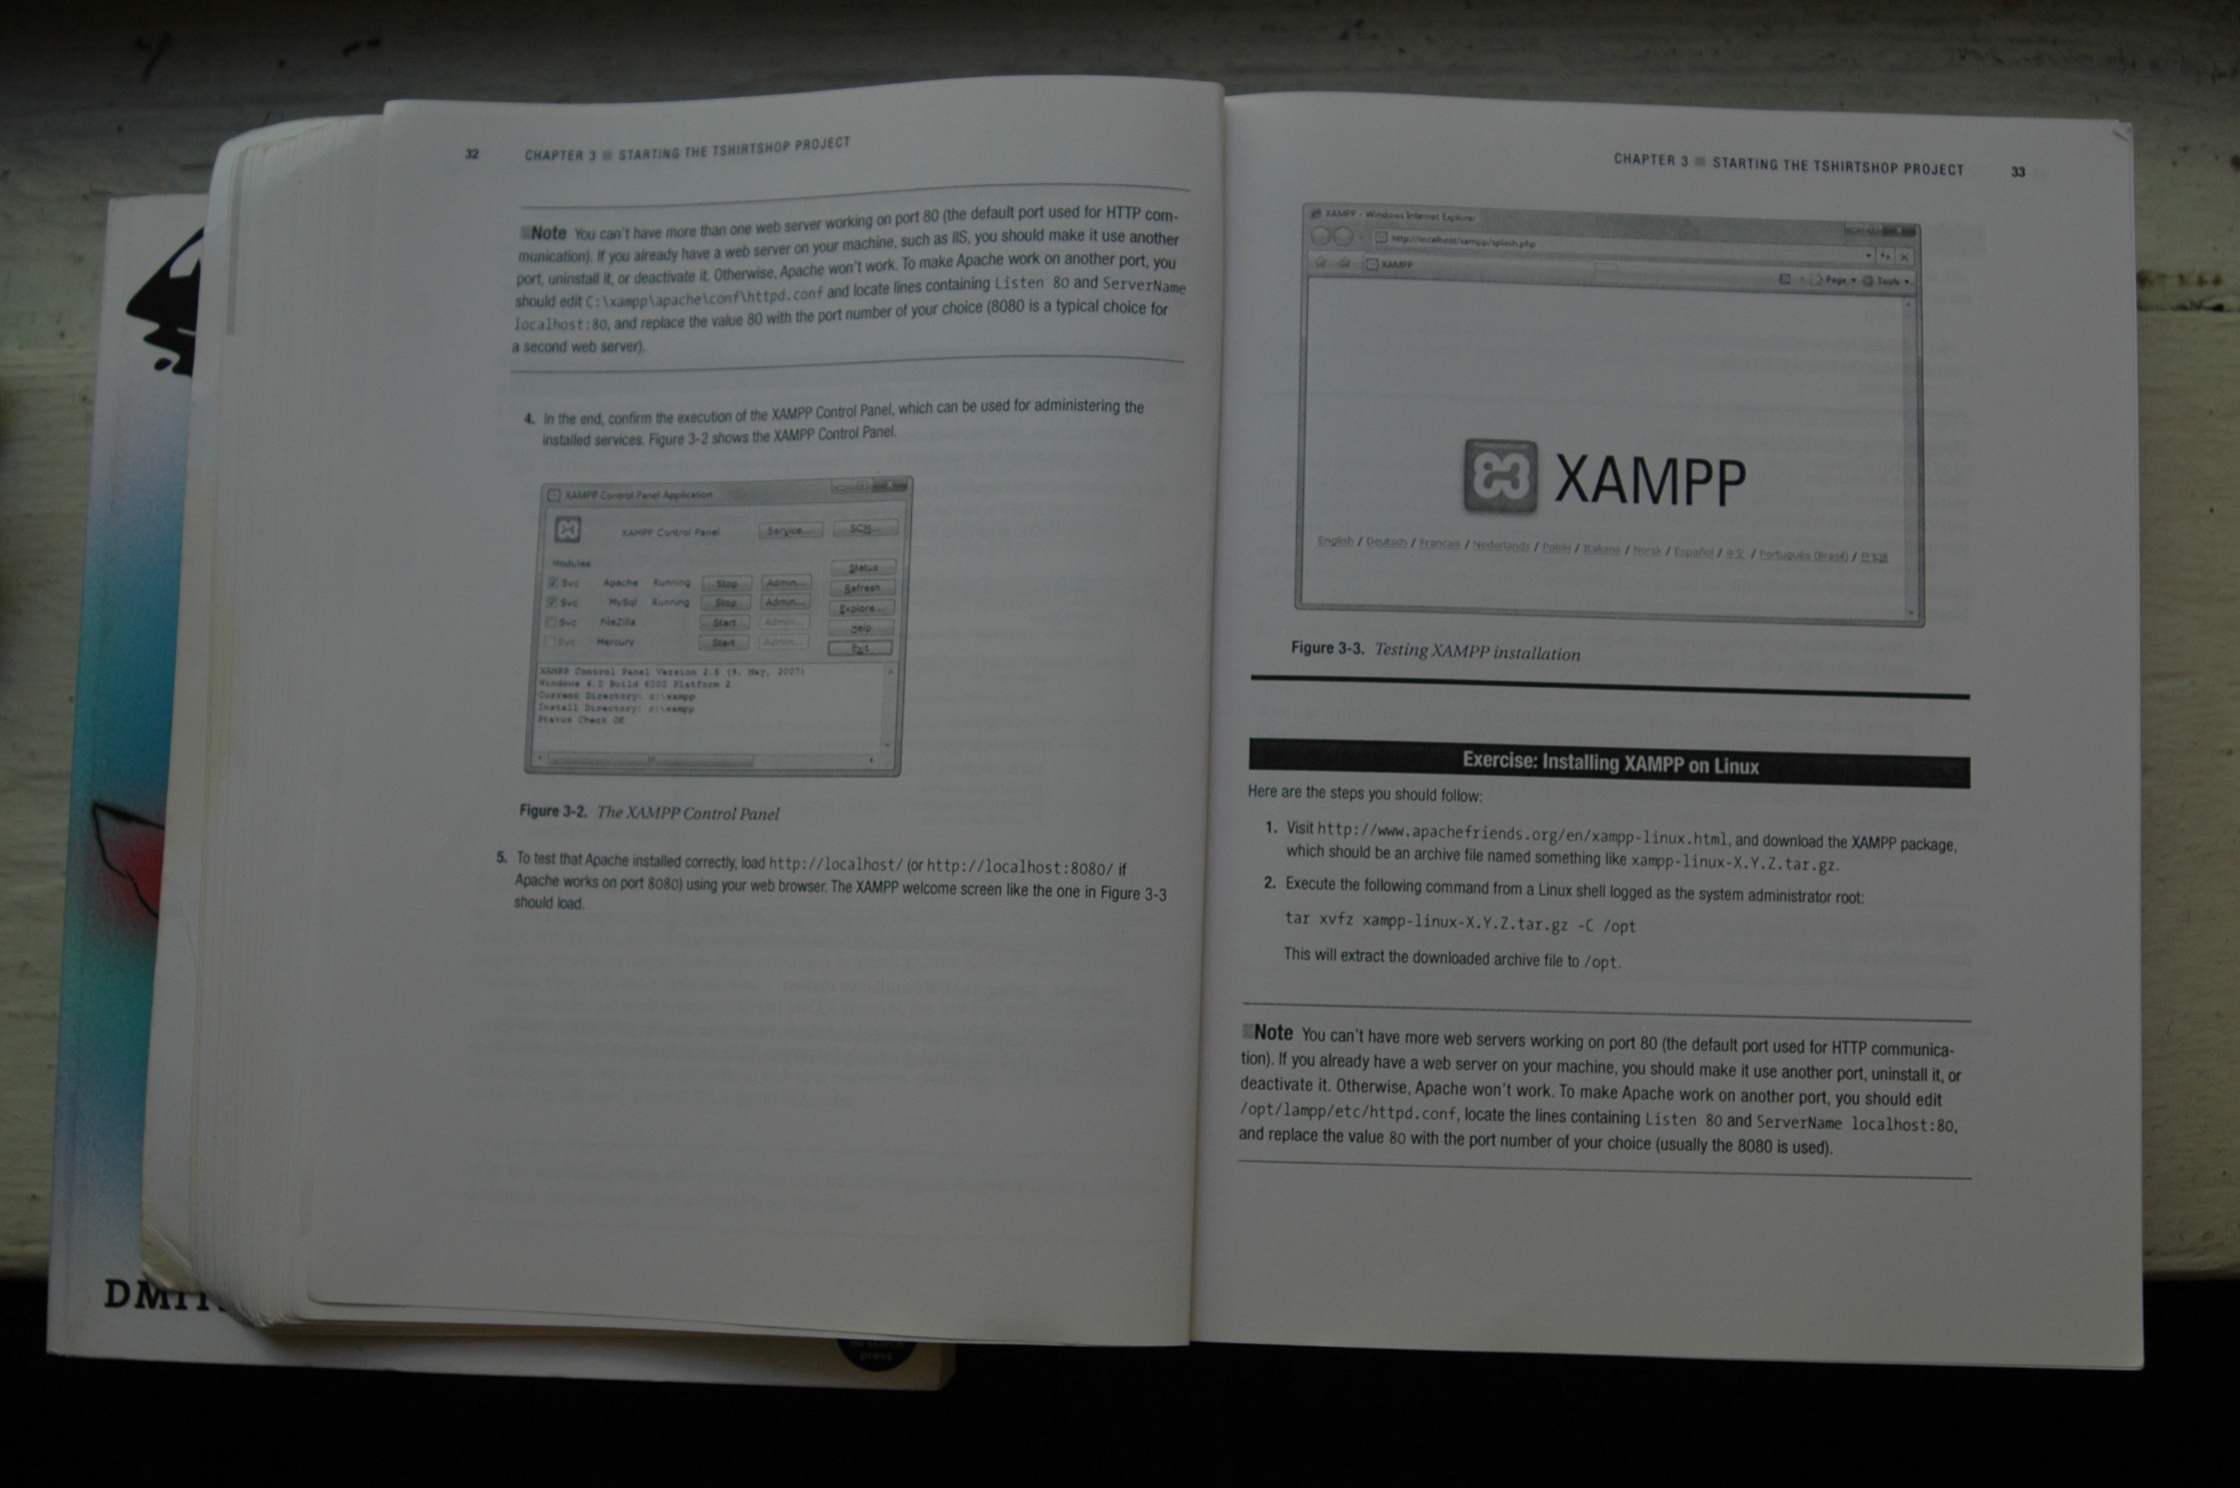 32 CHAPTER 3 ■ STARTING THE TSHIRTSHOP PROJECT
■Note You can't have more than one web server working on port 80 (the default port used for HTTP com-
munication). If you already have a web server on your machine, such as IIS, you should make it use another
port, uninstall it, or deactivate it. Otherwise, Apache won't work. To make Apache work on another port, you
should edit C:\xampp\apache\conf\httpd.conf and locate lines containing Listen 80 and ServerName
localhost:80, and replace the value 80 with the port number of your choice (8080 is a typical choice for
a second web server).
4. In the end, confirm the execution of the XAMPP Control Panel, which can be used for administering the
installed services. Figure 3-2 shows the XAMPP Control Panel.
XAMPP Control Panel Application
XAMPP Control Panel Service... SCM...
Modules
Status
Svc Apache Running Stop Admin...
Refresh
Svc MySql Running Stop Admin...
Explore...
Svc FileZilla Start Admin...
Help
Svc Mercury Start Admin...
Exit
XAMPP Control Panel Version 2.5 (9. May, 2007)
Windows 6.0 Build 6000 Platform 2
Current Directory: c:\xampp
Install Directory: c:\xampp
Status Check OK
Figure 3-2. The XAMPP Control Panel
5. To test that Apache installed correctly, load http://localhost/ (or http://localhost:8080/ if
Apache works on port 8080) using your web browser. The XAMPP welcome screen like the one in Figure 3-3
should load.
CHAPTER 3 ■ STARTING THE TSHIRTSHOP PROJECT 33
XAMPP - Windows Internet Explorer
http://localhost/xampp/splash.php
XAMPP
Page Tools
XAMPP
English / Deutsch / Francais / Nederlands / Polski / Italiano / Norsk / Español / 中文 / Português (Brasil) / 日本語
Figure 3-3. Testing XAMPP installation
Exercise: Installing XAMPP on Linux
Here are the steps you should follow:
1. Visit http://www.apachefriends.org/en/xampp-linux.html, and download the XAMPP package,
which should be an archive file named something like xampp-linux-X.Y.Z.tar.gz.
2. Execute the following command from a Linux shell logged as the system administrator root:
tar xvfz xampp-linux-X.Y.Z.tar.gz -C /opt
This will extract the downloaded archive file to /opt.
■Note You can't have more web servers working on port 80 (the default port used for HTTP communica-
tion). If you already have a web server on your machine, you should make it use another port, uninstall it, or
deactivate it. Otherwise, Apache won't work. To make Apache work on another port, you should edit
/opt/lampp/etc/httpd.conf, locate the lines containing Listen 80 and ServerName localhost:80,
and replace the value 80 with the port number of your choice (usually the 8080 is used).
press